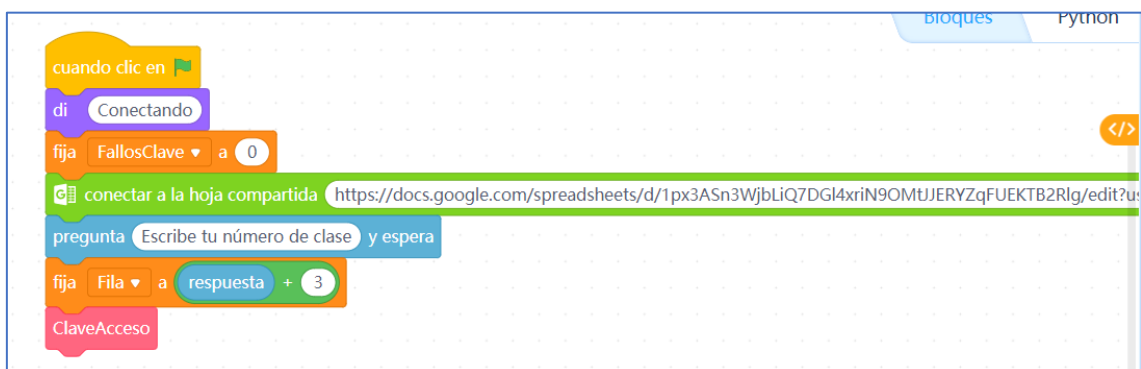 Bloques Python
cuando clic en
di Conectando
</>
fija FallosClave a 0
conectar a la hoja compartida https://docs.google.com/spreadsheets/d/1px3ASn3WjbLiQ7DGl4xriN9OMtJJERYZqFUEKTB2Rlg/edit?us
pregunta Escribe tu número de clase y espera
fija Fila a respuesta + 3
ClaveAcceso